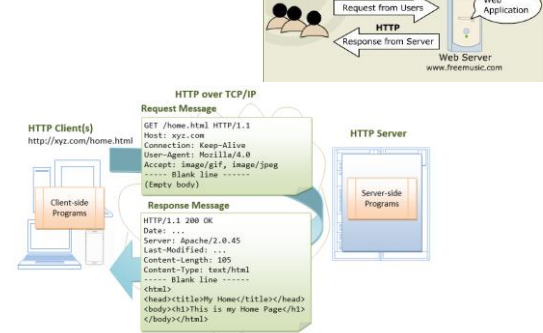 Request from Users
HTTP
Response from Server
Web
Application
Web Server
www.freemusic.com
HTTP over TCP/IP
Request Message
HTTP Client(s)
http://xyz.com/home.html
GET /home.html HTTP/1.1
Host: xyz.com
Connection: Keep-Alive
User-Agent: Mozilla/4.0
Accept: image/gif, image/jpeg
----- Blank line ------
(Empty body)
HTTP Server
Client-side
Programs
Server-side
Programs
Response Message
HTTP/1.1 200 OK
Date: ...
Server: Apache/2.0.45
Last-Modified: ...
Content-Length: 105
Content-Type: text/html
----- Blank line ------
<html>
<head><title>My Home</title></head>
<body><h1>This is my Home Page</h1>
</body></html>